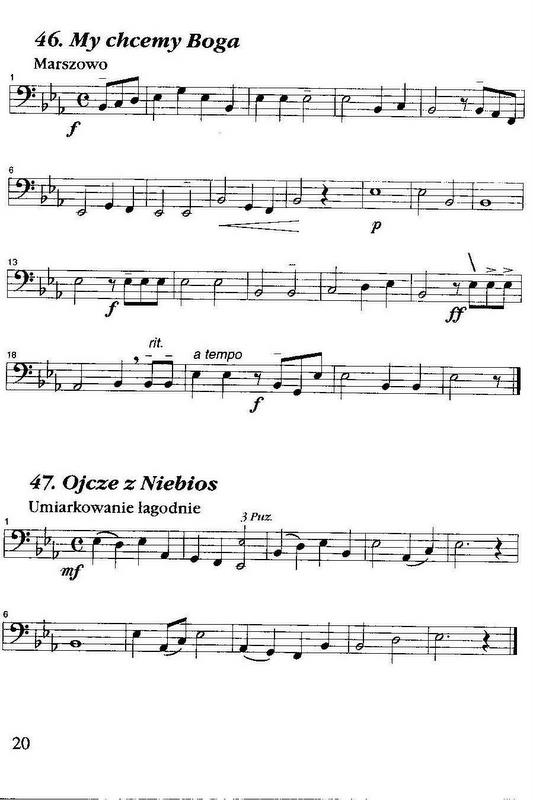 46. My chcemy Boga
Marszowo
1
f
6
p
13
f
ff
18
rit.
a tempo
f
47. Ojcze z Niebios
Umiarkowanie łagodnie
1
3 Puz.
mf
6
20